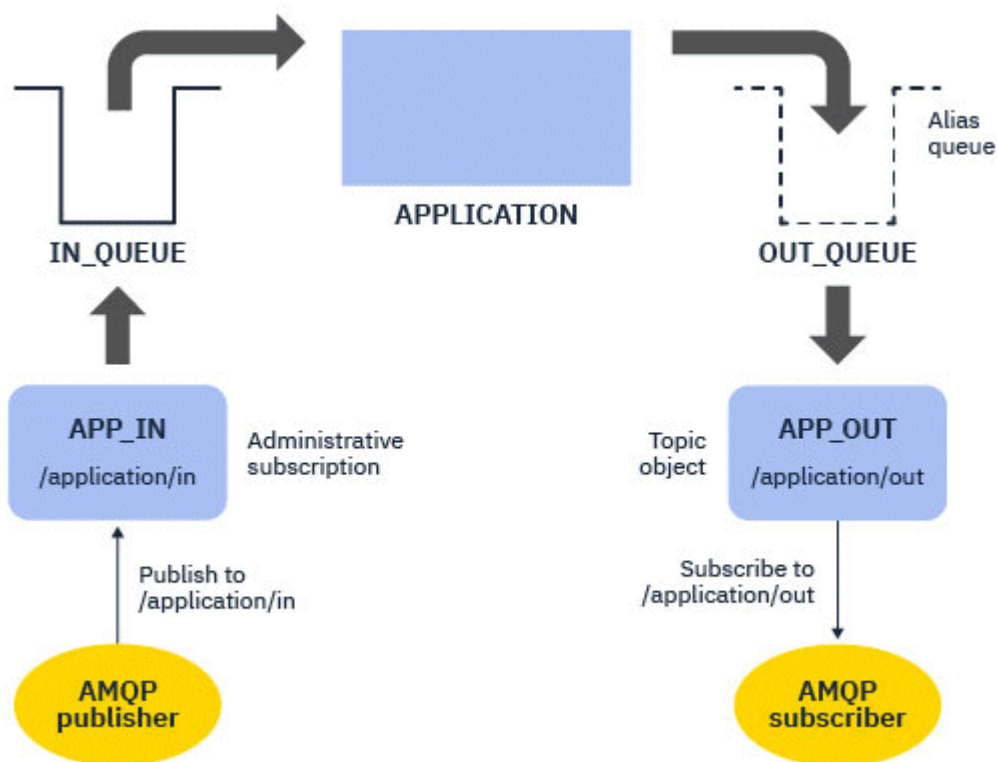 APPLICATION
Alias
queue
IN_QUEUE
OUT_QUEUE
APP_IN
/application/in
Administrative
subscription
Topic
object
APP_OUT
/application/out
Publish to
/application/in
Subscribe to
/application/out
AMQP
publisher
AMQP
subscriber